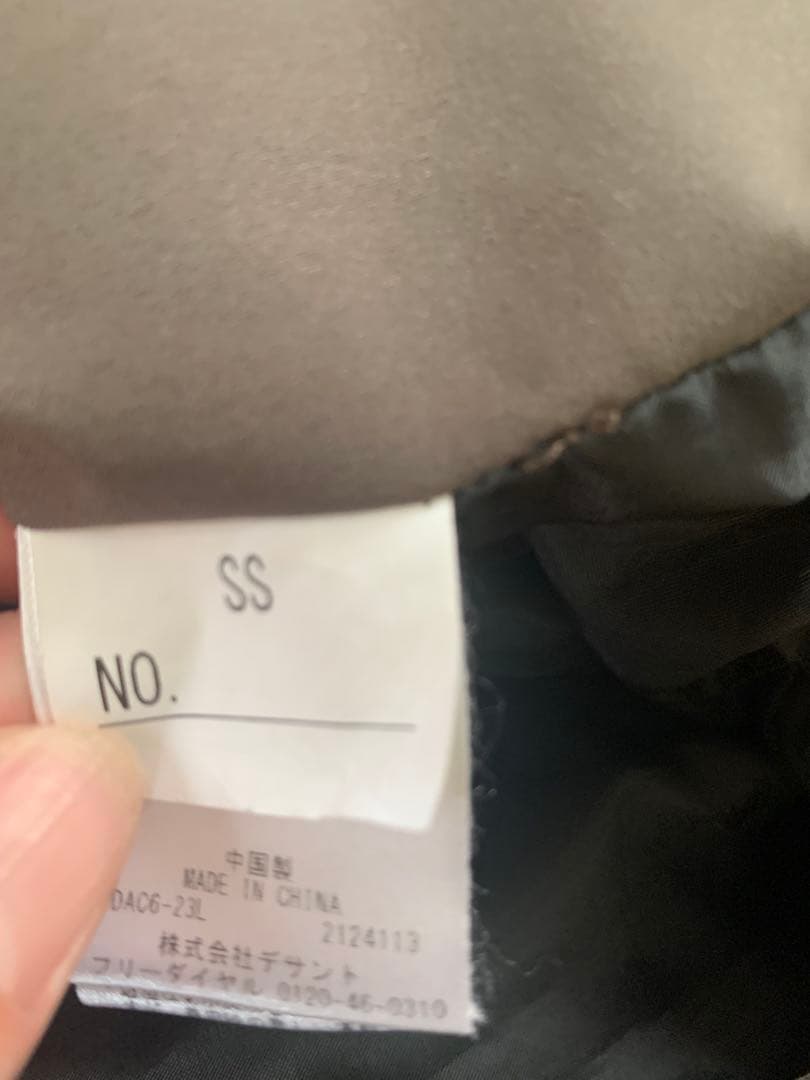 SS
NO.
中国製
MADE IN CHINA
DAC6-23L
2124113
株式会社デサント
フリーダイヤル 0120-46-0310